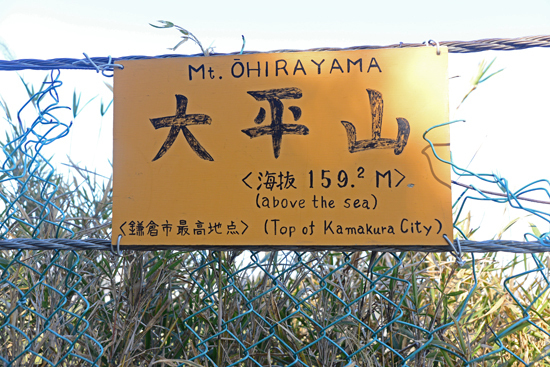 Mt. ŌHIRAYAMA
大平山
<海抜 159.² M>
(above the sea)
<鎌倉市最高地点> (Top of Kamakura City)